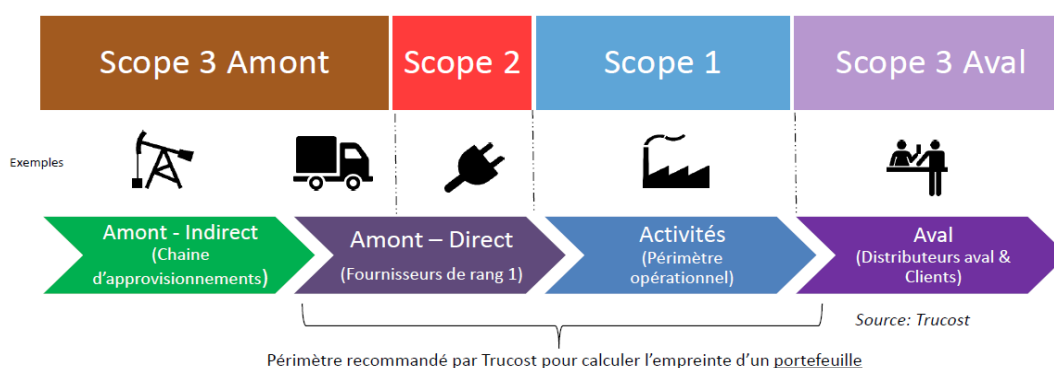 Scope 3 Amont
Scope 2
Scope 1
Scope 3 Aval
Exemples
Amont - Indirect
(Chaine
d’approvisionnements)
Amont – Direct
(Fournisseurs de rang 1)
Activités
(Périmètre
opérationnel)
Aval
(Distributeurs aval &
Clients)
Source: Trucost
Périmètre recommandé par Trucost pour calculer l’empreinte d’un portefeuille